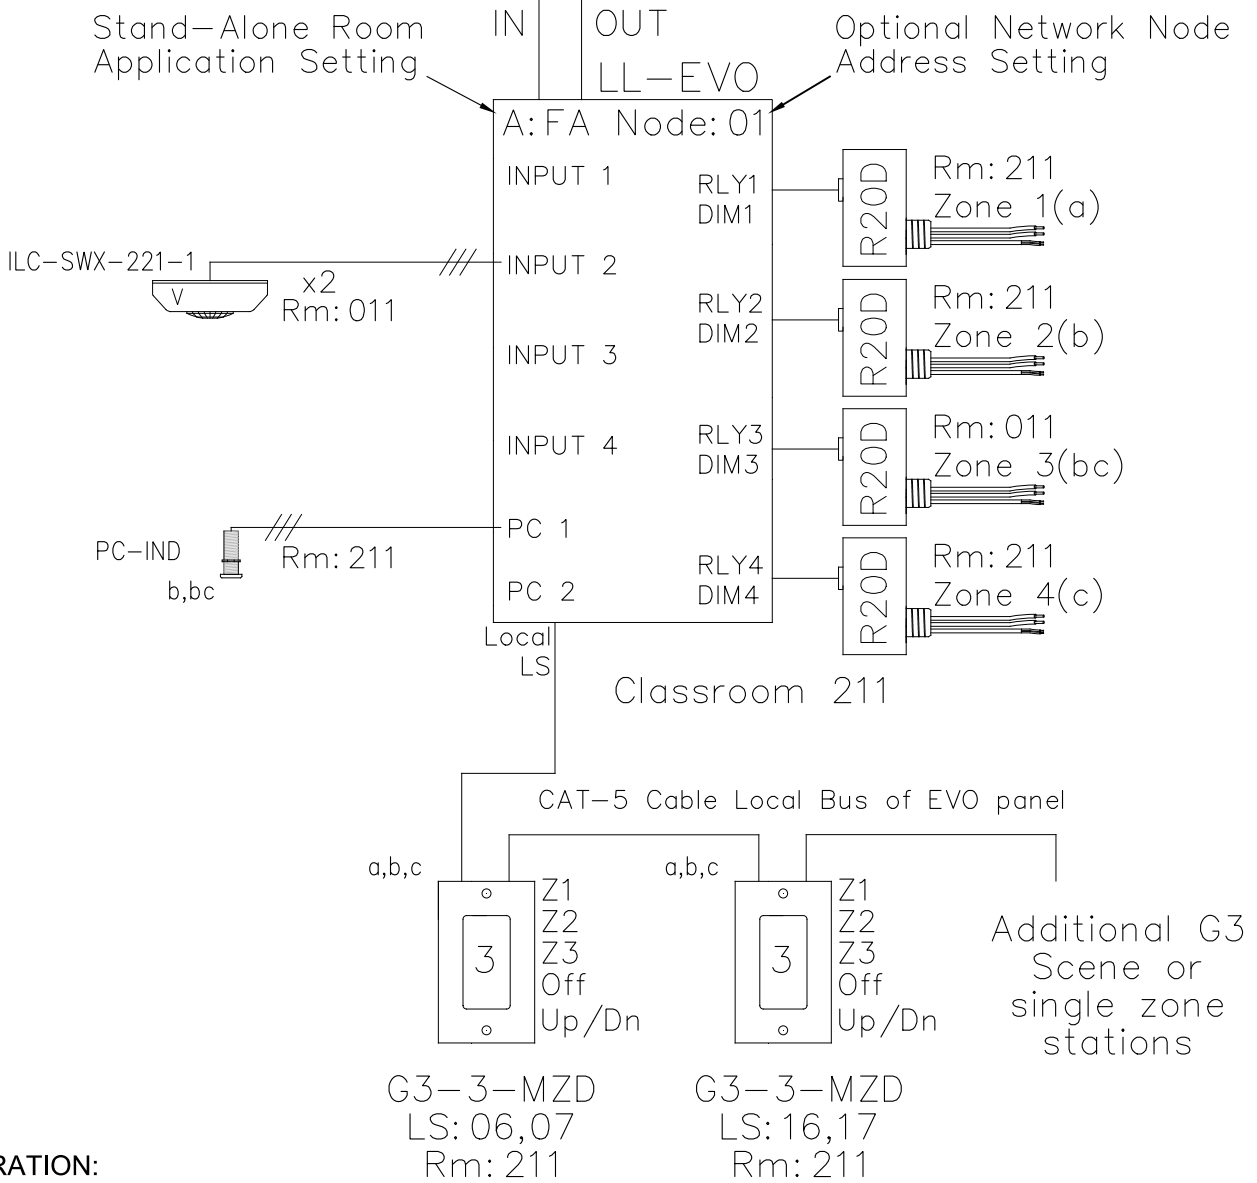 IN
OUT
Stand-Alone Room
Application Setting
Optional Network Node
Address Setting
LL-EVO
A:FA Node:01
INPUT 1
INPUT 2
INPUT 3
INPUT 4
PC 1
PC 2
RLY1
DIM1
RLY2
DIM2
RLY3
DIM3
RLY4
DIM4
R20D
Rm:211
Zone 1(a)
R20D
Rm:211
Zone 2(b)
R20D
Rm:011
Zone 3(bc)
R20D
Rm:211
Zone 4(c)
ILC-SWX-221-1
V
x2
Rm:011
PC-IND
b,bc
Rm:211
Local
LS
Classroom 211
CAT-5 Cable Local Bus of EVO panel
a,b,c
3
Z1
Z2
Z3
Off
Up/Dn
G3-3-MZD
LS:06,07
Rm:211
a,b,c
3
Z1
Z2
Z3
Off
Up/Dn
G3-3-MZD
LS:16,17
Rm:211
Additional G3
Scene or
single zone
stations
RATION: